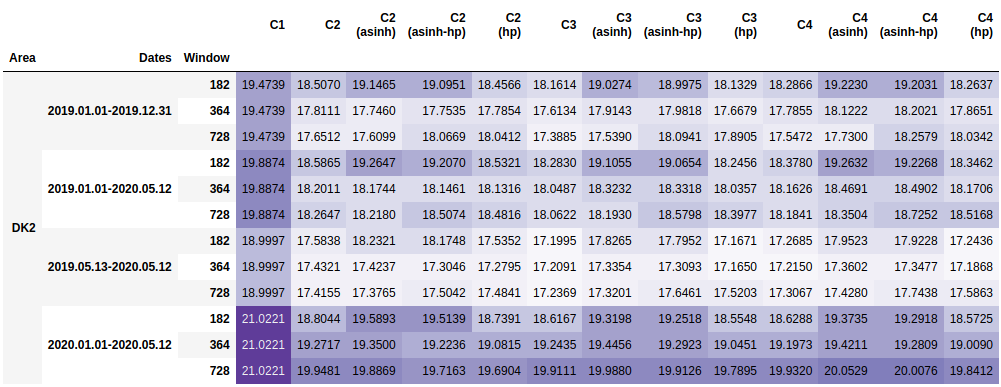 C1 C2 C2 (asinh) C2 (asinh-hp) C2 (hp) C3 C3 (asinh) C3 (asinh-hp) C3 (hp) C4 C4 (asinh) C4 (asinh-hp) C4 (hp)
Area Dates Window
182 19.4739 18.5070 19.1465 19.0951 18.4566 18.1614 19.0274 18.9975 18.1329 18.2866 19.2230 19.2031 18.2637
2019.01.01-2019.12.31 364 19.4739 17.8111 17.7460 17.7535 17.7854 17.6134 17.9143 17.9818 17.6679 17.7855 18.1222 18.2021 17.8651
728 19.4739 17.6512 17.6099 18.0669 18.0412 17.3885 17.5390 18.0941 17.8905 17.5472 17.7300 18.2579 18.0342
182 19.8874 18.5865 19.2647 19.2070 18.5321 18.2830 19.1055 19.0654 18.2456 18.3780 19.2632 19.2268 18.3462
2019.01.01-2020.05.12 364 19.8874 18.2011 18.1744 18.1461 18.1316 18.0487 18.3232 18.3318 18.0357 18.1626 18.4691 18.4902 18.1706
728 19.8874 18.2647 18.2180 18.5074 18.4816 18.0622 18.1930 18.5798 18.3977 18.1841 18.3504 18.7252 18.5168
DK2
182 18.9997 17.5838 18.2321 18.1748 17.5352 17.1995 17.8265 17.7952 17.1671 17.2685 17.9523 17.9228 17.2436
2019.05.13-2020.05.12 364 18.9997 17.4321 17.4237 17.3046 17.2795 17.2091 17.3354 17.3093 17.1650 17.2150 17.3602 17.3477 17.1868
728 18.9997 17.4155 17.3765 17.5042 17.4841 17.2369 17.3201 17.6461 17.5203 17.3067 17.4280 17.7438 17.5863
182 21.0221 18.8044 19.5893 19.5139 18.7391 18.6167 19.3198 19.2518 18.5548 18.6288 19.3735 19.2918 18.5725
2020.01.01-2020.05.12 364 21.0221 19.2717 19.3500 19.2236 19.0815 19.2435 19.4456 19.2923 19.0451 19.1973 19.4211 19.2809 19.0090
728 21.0221 19.9481 19.8869 19.7163 19.6904 19.9111 19.9880 19.9126 19.7895 19.9320 20.0529 20.0076 19.8412